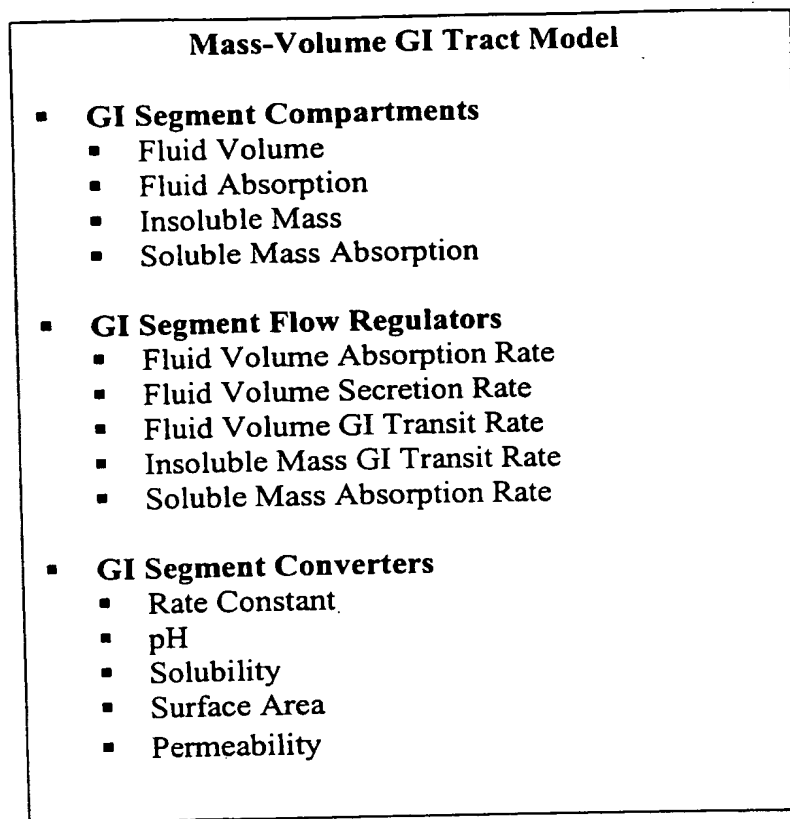 Mass-Volume GI Tract Model
▪ GI Segment Compartments
▪ Fluid Volume
▪ Fluid Absorption
▪ Insoluble Mass
▪ Soluble Mass Absorption
▪ GI Segment Flow Regulators
▪ Fluid Volume Absorption Rate
▪ Fluid Volume Secretion Rate
▪ Fluid Volume GI Transit Rate
▪ Insoluble Mass GI Transit Rate
▪ Soluble Mass Absorption Rate
▪ GI Segment Converters
▪ Rate Constant
▪ pH
▪ Solubility
▪ Surface Area
▪ Permeability